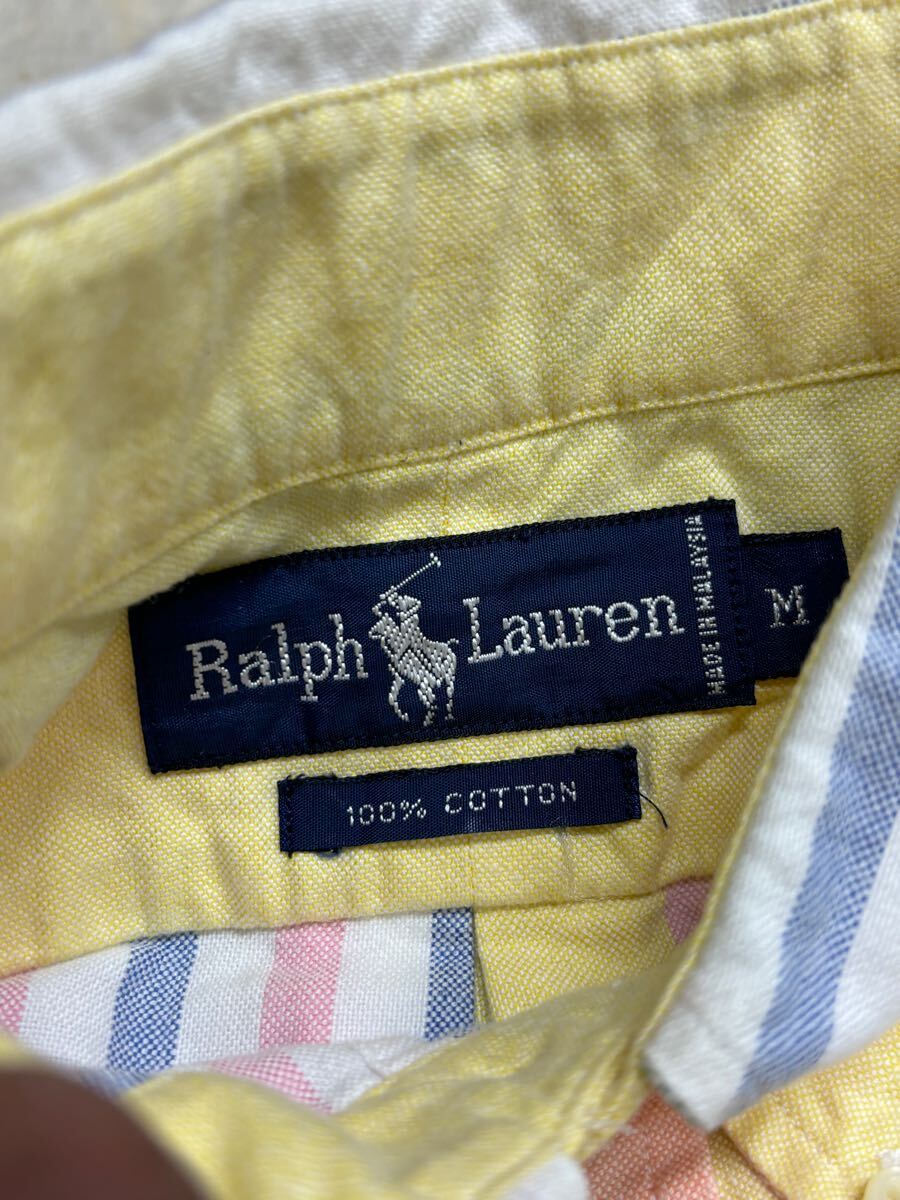 Ralph Lauren
MADE IN MALAYSIA
M
100% COTTON